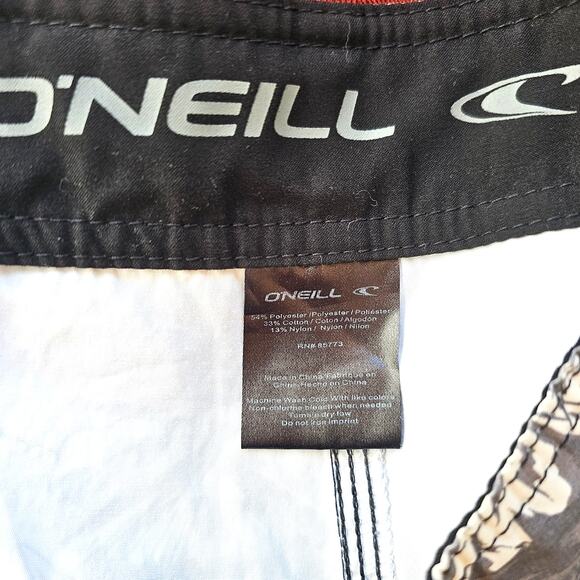 O'NEILL
O'NEILL
54% Polyester /Polyester / Poliéster
33% Cotton / Coton / Algodón
13% Nylon / Nylon / Nilon
RN# 85773
Made in China/Fabrique en
Chine/Hecho en China
Machine Wash Cold With like colors
Non-chlorine bleach when needed
Tumble dry low
Do not iron imprint